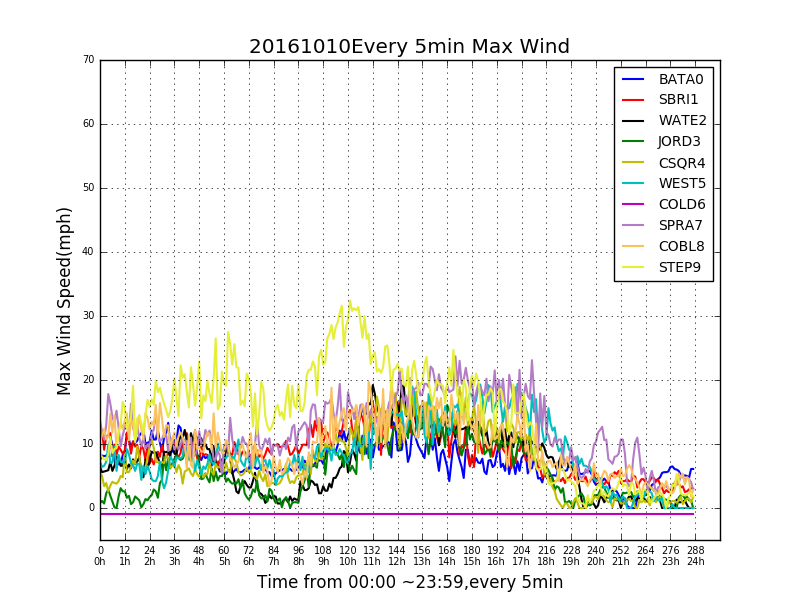 20161010Every 5min Max Wind
70
60
50
40
30
20
10
0
Max Wind Speed(mph)
BATA0
SBRI1
WATE2
JORD3
CSQR4
WEST5
COLD6
SPRA7
COBL8
STEP9
0 12 24 36 48 60 72 84 96 108 120 132 144 156 168 180 192 204 216 228 240 252 264 276 288
0h 1h 2h 3h 4h 5h 6h 7h 8h 9h 10h 11h 12h 13h 14h 15h 16h 17h 18h 19h 20h 21h 22h 23h 24h
Time from 00:00 ~23:59,every 5min